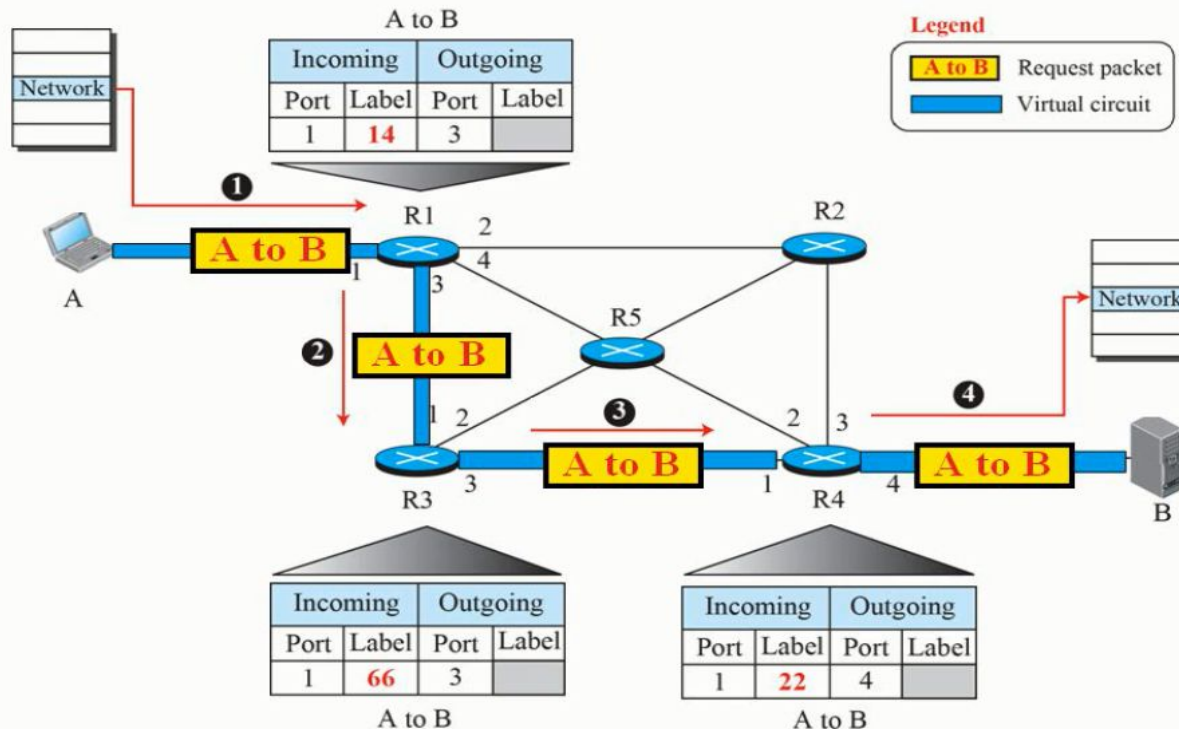 A to B
Incoming Outgoing
Port Label Port Label
1 14 3
Legend
A to B Request packet
Virtual circuit
Network
1
R1
R2
2
4
A to B
1
3
A
Network
R5
2
A to B
1
2
3
2
3
4
A to B
A to B
3
1
4
R3
R4
B
Incoming Outgoing
Port Label Port Label
1 66 3
A to B
Incoming Outgoing
Port Label Port Label
1 22 4
A to B